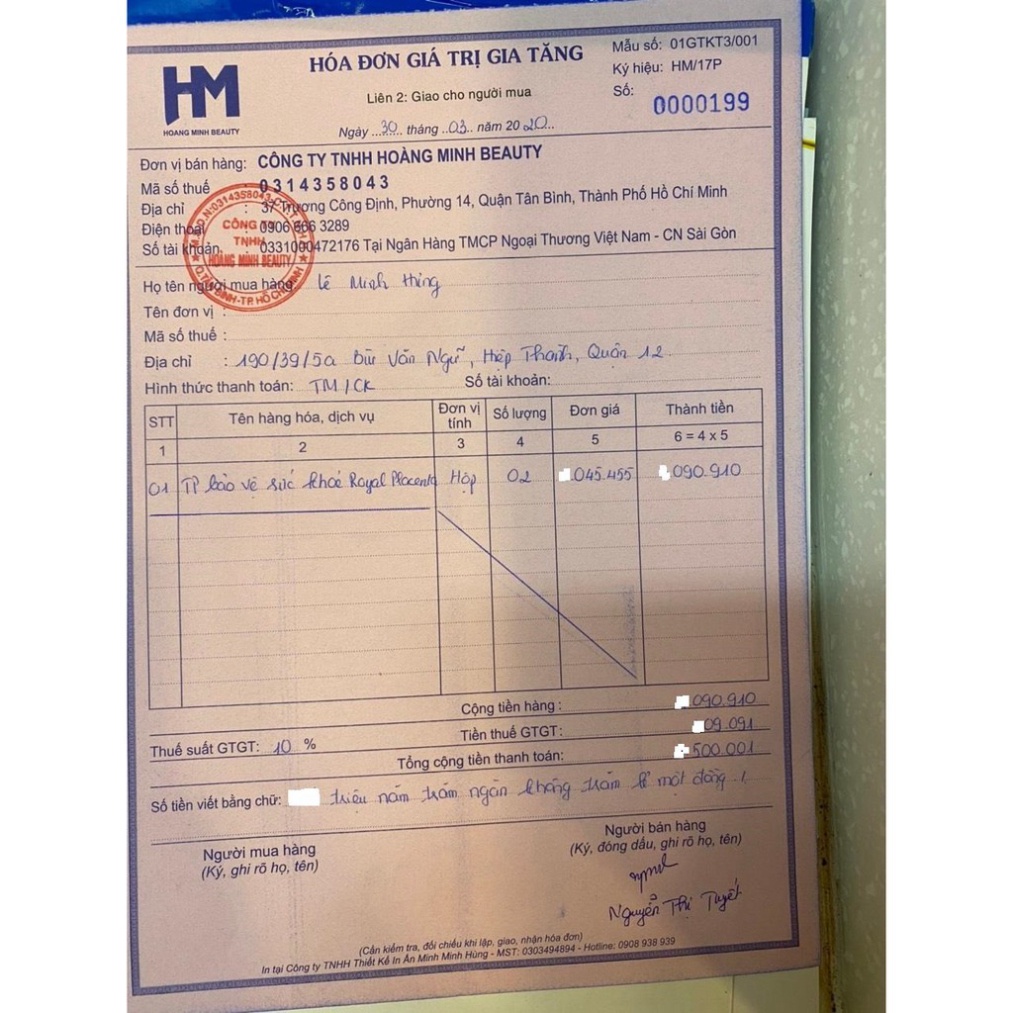 HM
HOANG MINH BEAUTY
HÓA ĐƠN GIÁ TRỊ GIA TĂNG
Liên 2: Giao cho người mua
Ngày ...30.. tháng ..03.. năm 2020...
Mẫu số: 01GTKT3/001
Ký hiệu: HM/17P
Số: 0000199
Đơn vị bán hàng: CÔNG TY TNHH HOÀNG MINH BEAUTY
Mã số thuế : 0314358043
Địa chỉ : 37 Trương Công Định, Phường 14, Quận Tân Bình, Thành Phố Hồ Chí Minh
Điện thoại : 0906 666 3289
Số tài khoản: 0331000472176 Tại Ngân Hàng TMCP Ngoại Thương Việt Nam - CN Sài Gòn
CÔNG TY
TNHH
HOÀNG MINH BEAUTY
Họ tên người mua hàng: Lê Minh Hùng
Tên đơn vị :
Mã số thuế :
Địa chỉ : 190/39/5a Bùi Văn Ngữ, Hiệp Thành, Quận 12
Hình thức thanh toán: TM/CK Số tài khoản:
STT Tên hàng hóa, dịch vụ Đơn vị tính Số lượng Đơn giá Thành tiền
1 2 3 4 5 6 = 4 x 5
01 TP bảo vệ sức khoẻ Royal Placenta Hộp 02 .045.455 .090.910
Cộng tiền hàng: 090.910
Thuế suất GTGT: 10 % Tiền thuế GTGT: 09.091
Tổng cộng tiền thanh toán: 500.001
Số tiền viết bằng chữ: triệu năm trăm ngàn không trăm lẻ một đồng./
Người mua hàng
(Ký, ghi rõ họ, tên)
Người bán hàng
(Ký, đóng dấu, ghi rõ họ, tên)
Nguyễn Thị Tuyết
(Cần kiểm tra, đối chiếu khi lập, giao, nhận hóa đơn)
In tại Công ty TNHH Thiết Kế In Ấn Minh Minh Hùng - MST: 0303494894 - Hotline: 0908 938 939